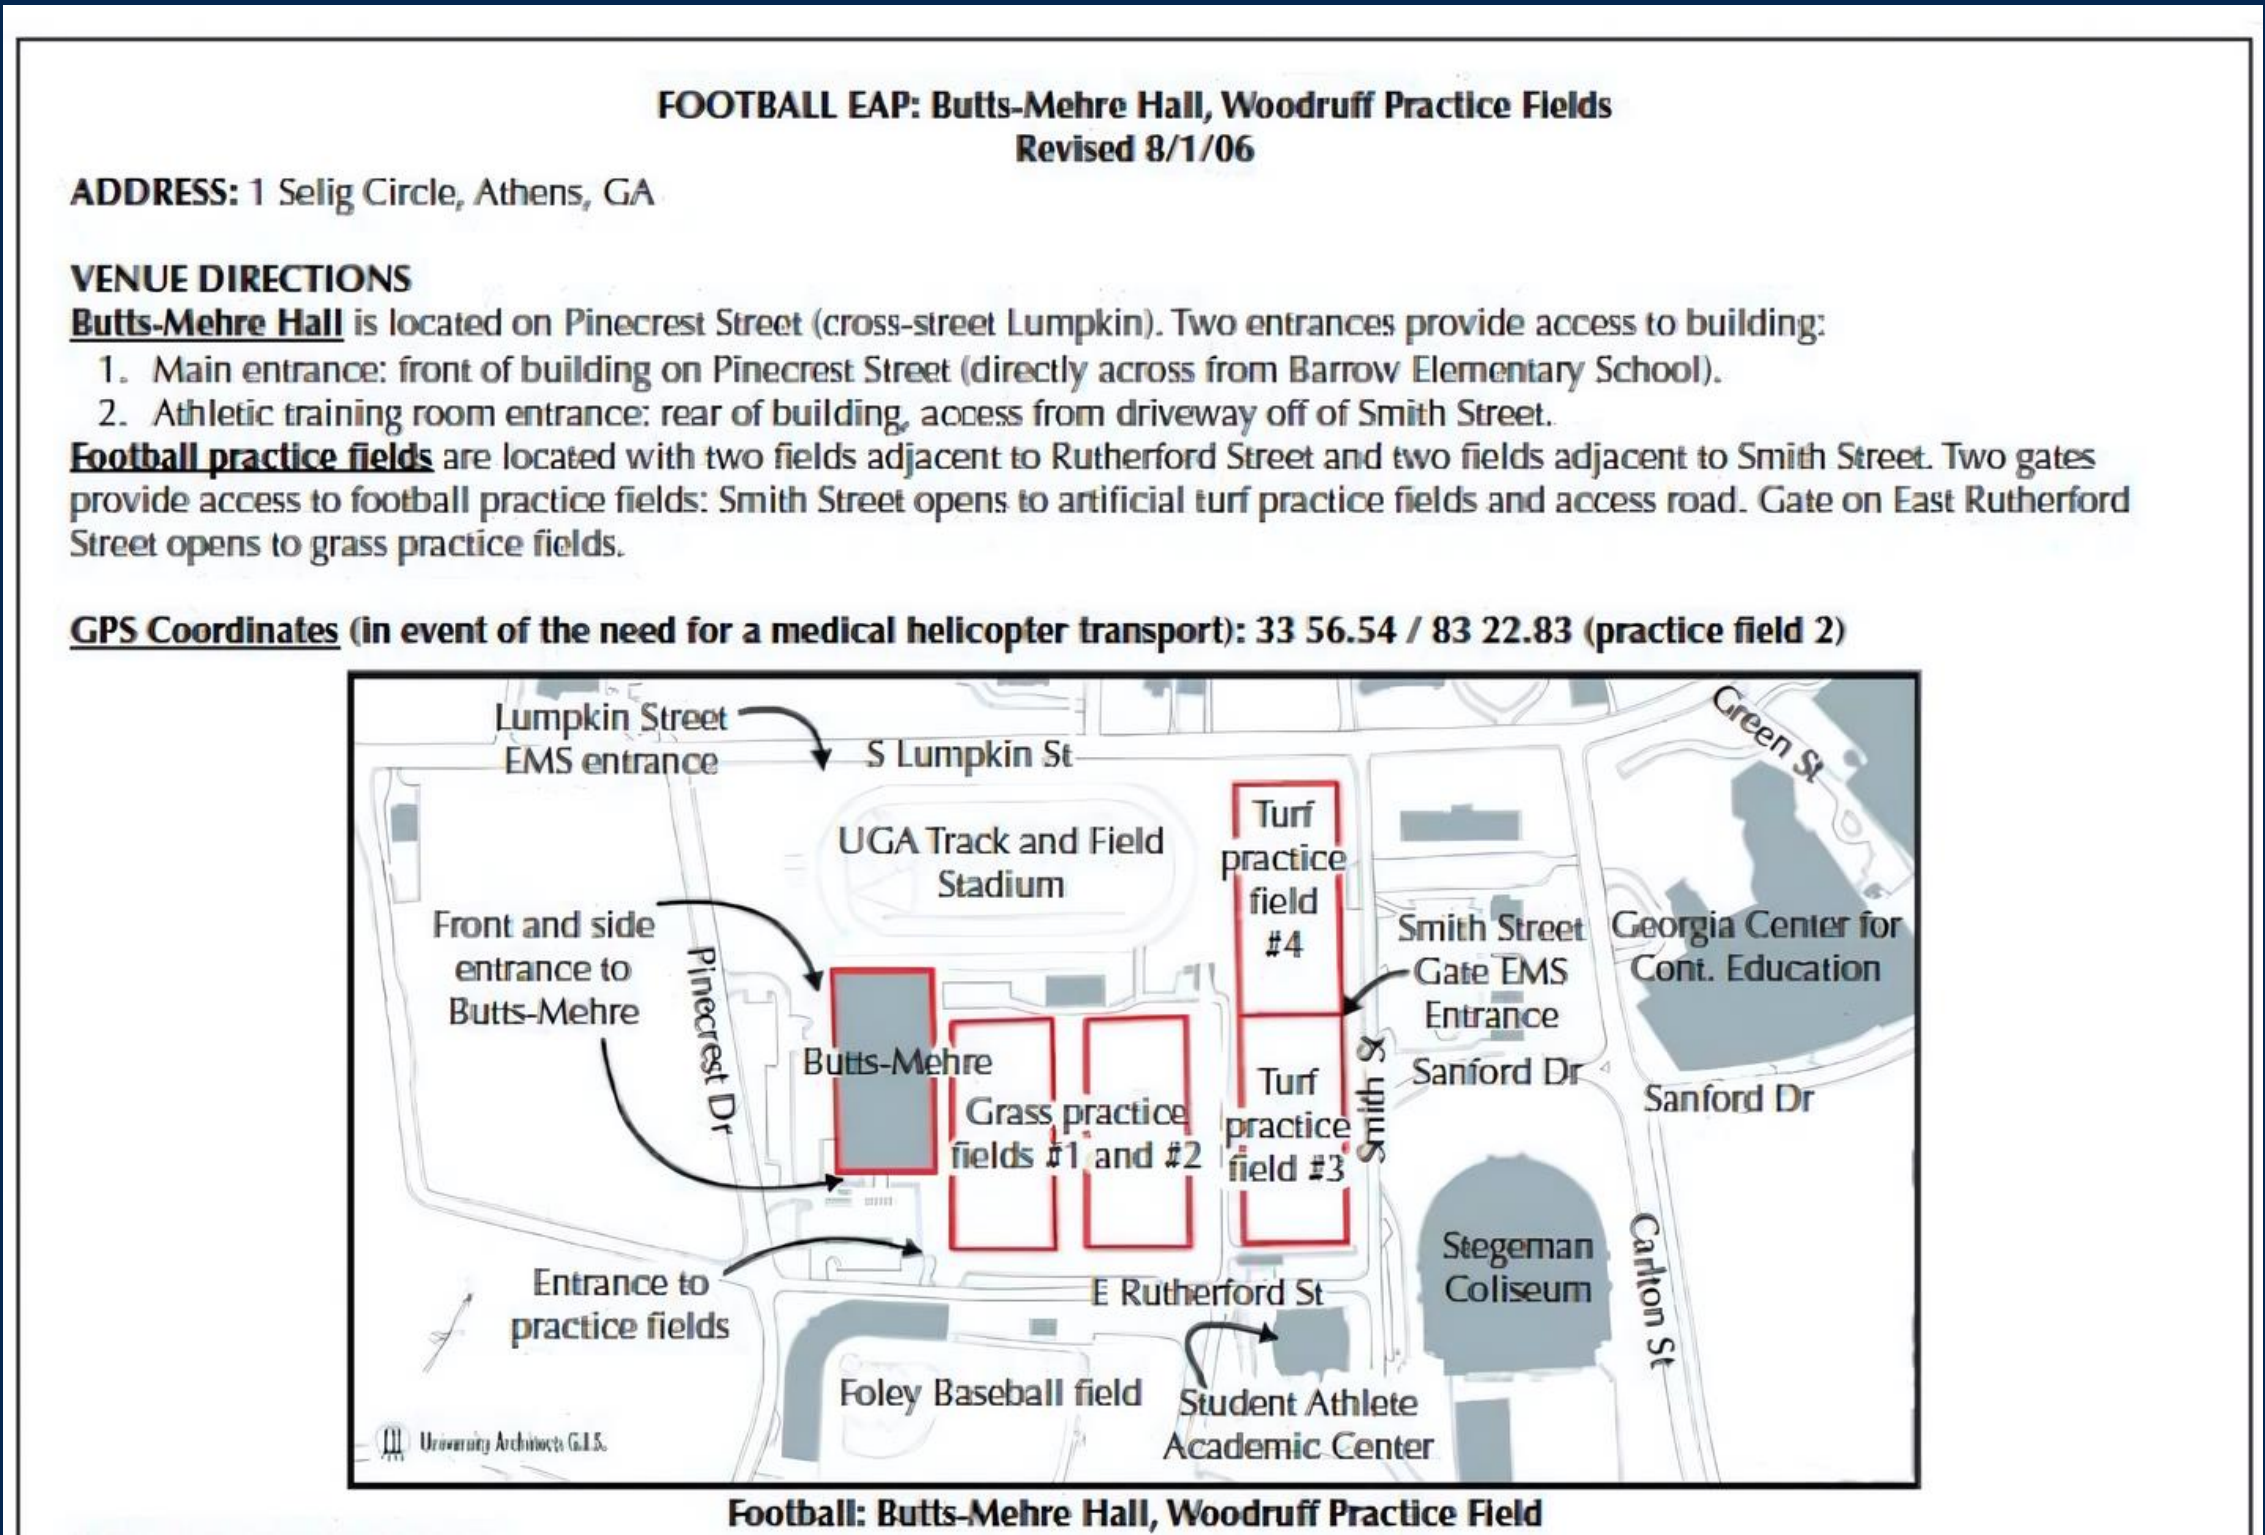 FOOTBALL EAP: Butts-Mehre Hall, Woodruff Practice Fields
Revised 8/1/06
ADDRESS: 1 Selig Circle, Athens, GA
VENUE DIRECTIONS
Butts-Mehre Hall is located on Pinecrest Street (cross-street Lumpkin). Two entrances provide access to building:
1. Main entrance: front of building on Pinecrest Street (directly across from Barrow Elementary School).
2. Athletic training room entrance: rear of building, access from driveway off of Smith Street.
Football practice fields are located with two fields adjacent to Rutherford Street and two fields adjacent to Smith Street. Two gates
provide access to football practice fields: Smith Street opens to artificial turf practice fields and access road. Gate on East Rutherford
Street opens to grass practice fields.
GPS Coordinates (in event of the need for a medical helicopter transport): 33 56.54 / 83 22.83 (practice field 2)
Lumpkin Street
EMS entrance
S Lumpkin St
Green St
UGA Track and Field
Stadium
Turf
practice
field
#4
Front and side
entrance to
Butts-Mehre
Pinecrest Dr
Smith Street
Gate EMS
Entrance
Georgia Center for
Cont. Education
Butts-Mehre
Grass practice
fields #1 and #2
Turf
practice
field #3
Smith St
Sanford Dr
Sanford Dr
Stegeman
Coliseum
Carlton St
Entrance to
practice fields
E Rutherford St
Foley Baseball field
Student Athlete
Academic Center
University Architects G.I.S.
Football: Butts-Mehre Hall, Woodruff Practice Field